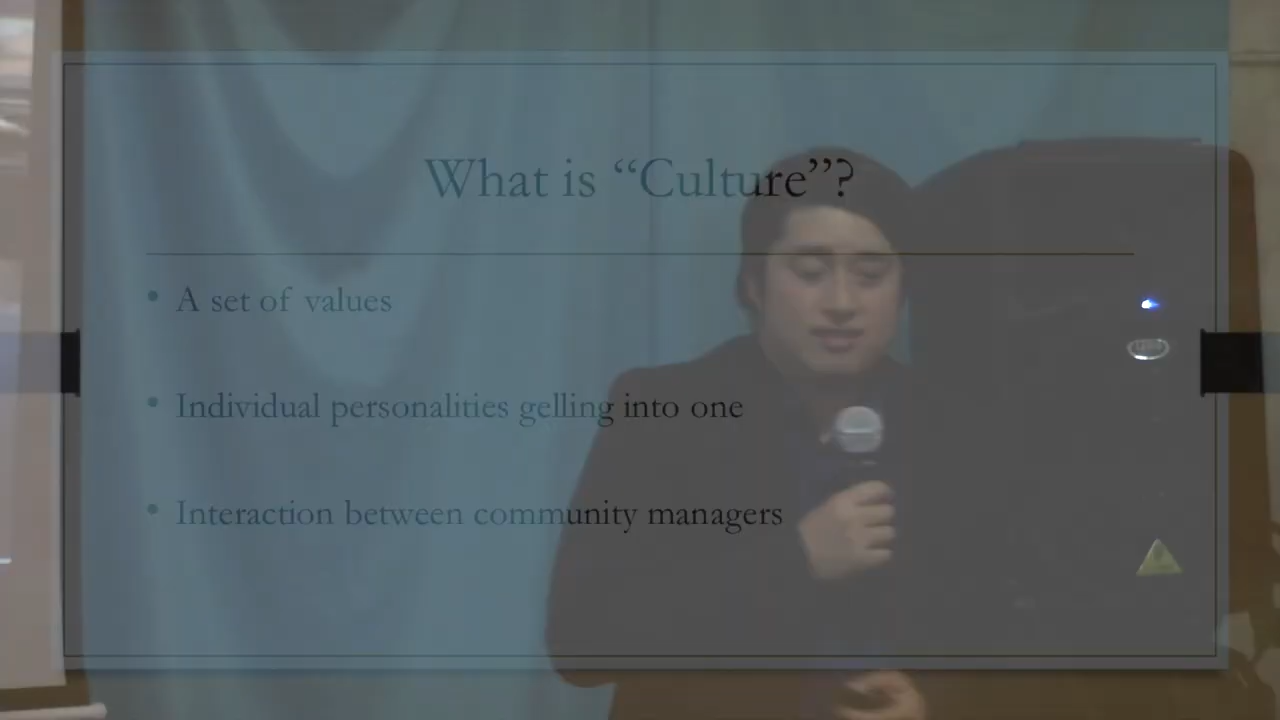 What is “Culture”?
• A set of values
• Individual personalities gelling into one
• Interaction between community managers